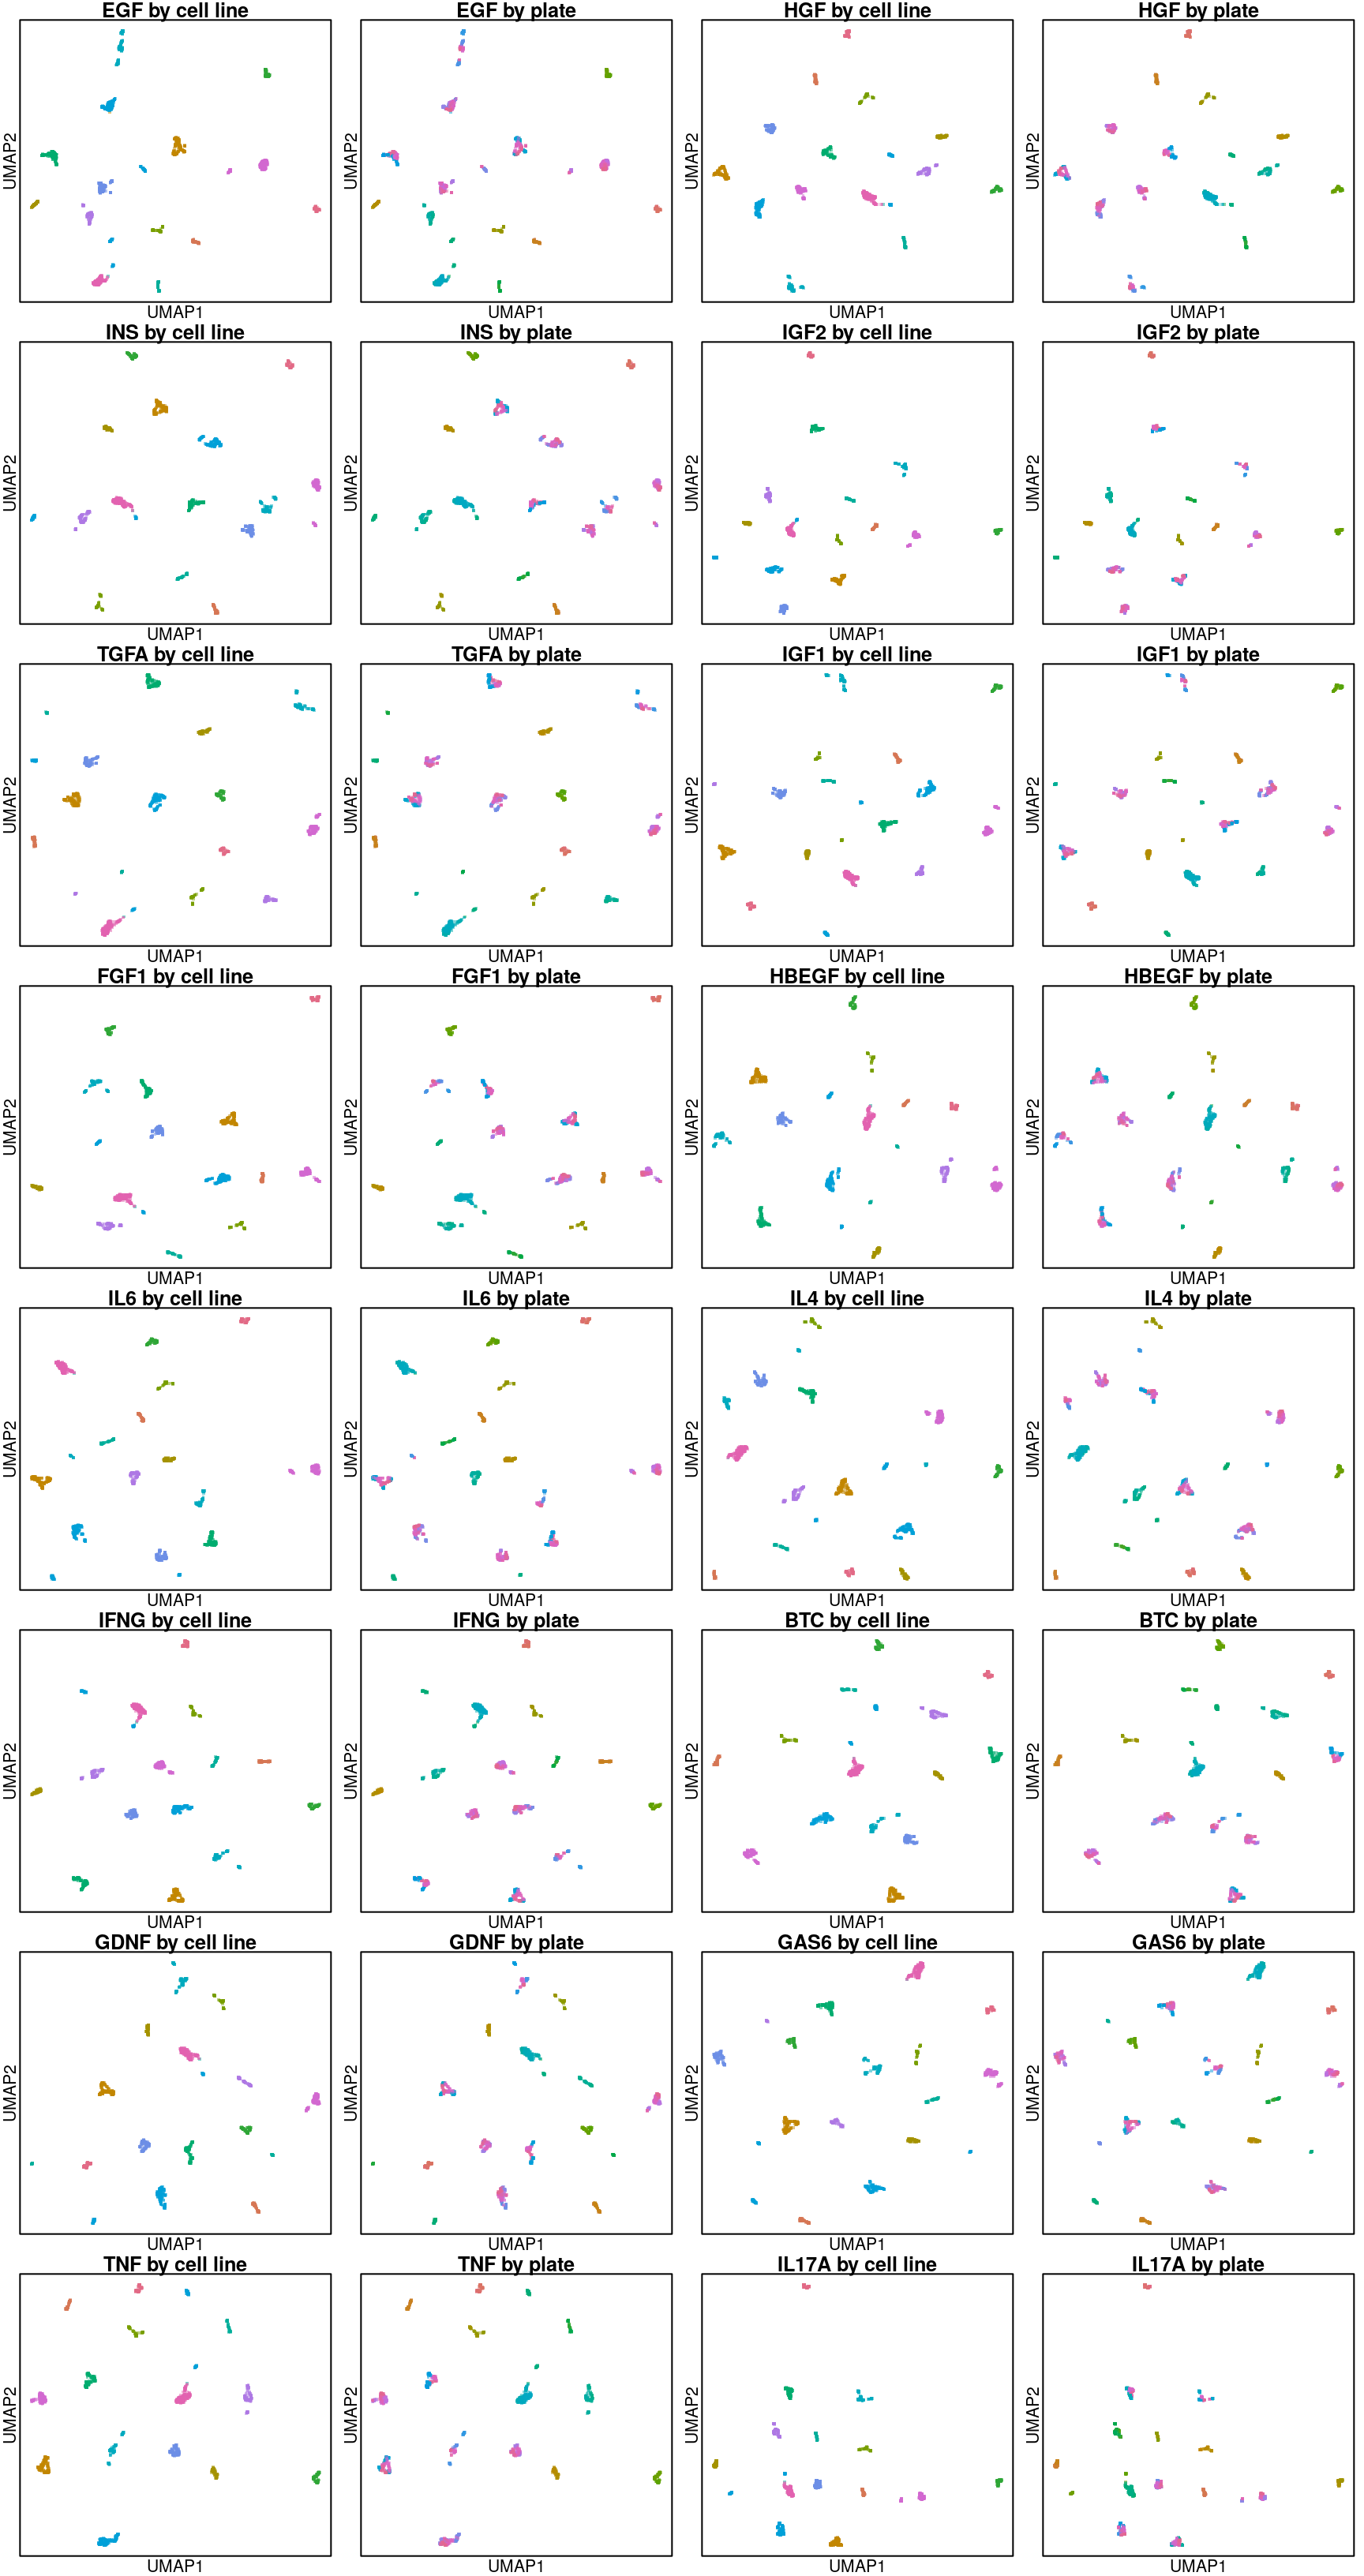 EGF by cell line EGF by plate HGF by cell line HGF by plate
UMAP2 UMAP2 UMAP2 UMAP2
UMAP1 UMAP1 UMAP1 UMAP1
INS by cell line INS by plate IGF2 by cell line IGF2 by plate
UMAP2 UMAP2 UMAP2 UMAP2
UMAP1 UMAP1 UMAP1 UMAP1
TGFA by cell line TGFA by plate IGF1 by cell line IGF1 by plate
UMAP2 UMAP2 UMAP2 UMAP2
UMAP1 UMAP1 UMAP1 UMAP1
FGF1 by cell line FGF1 by plate HBEGF by cell line HBEGF by plate
UMAP2 UMAP2 UMAP2 UMAP2
UMAP1 UMAP1 UMAP1 UMAP1
IL6 by cell line IL6 by plate IL4 by cell line IL4 by plate
UMAP2 UMAP2 UMAP2 UMAP2
UMAP1 UMAP1 UMAP1 UMAP1
IFNG by cell line IFNG by plate BTC by cell line BTC by plate
UMAP2 UMAP2 UMAP2 UMAP2
UMAP1 UMAP1 UMAP1 UMAP1
GDNF by cell line GDNF by plate GAS6 by cell line GAS6 by plate
UMAP2 UMAP2 UMAP2 UMAP2
UMAP1 UMAP1 UMAP1 UMAP1
TNF by cell line TNF by plate IL17A by cell line IL17A by plate
UMAP2 UMAP2 UMAP2 UMAP2
UMAP1 UMAP1 UMAP1 UMAP1